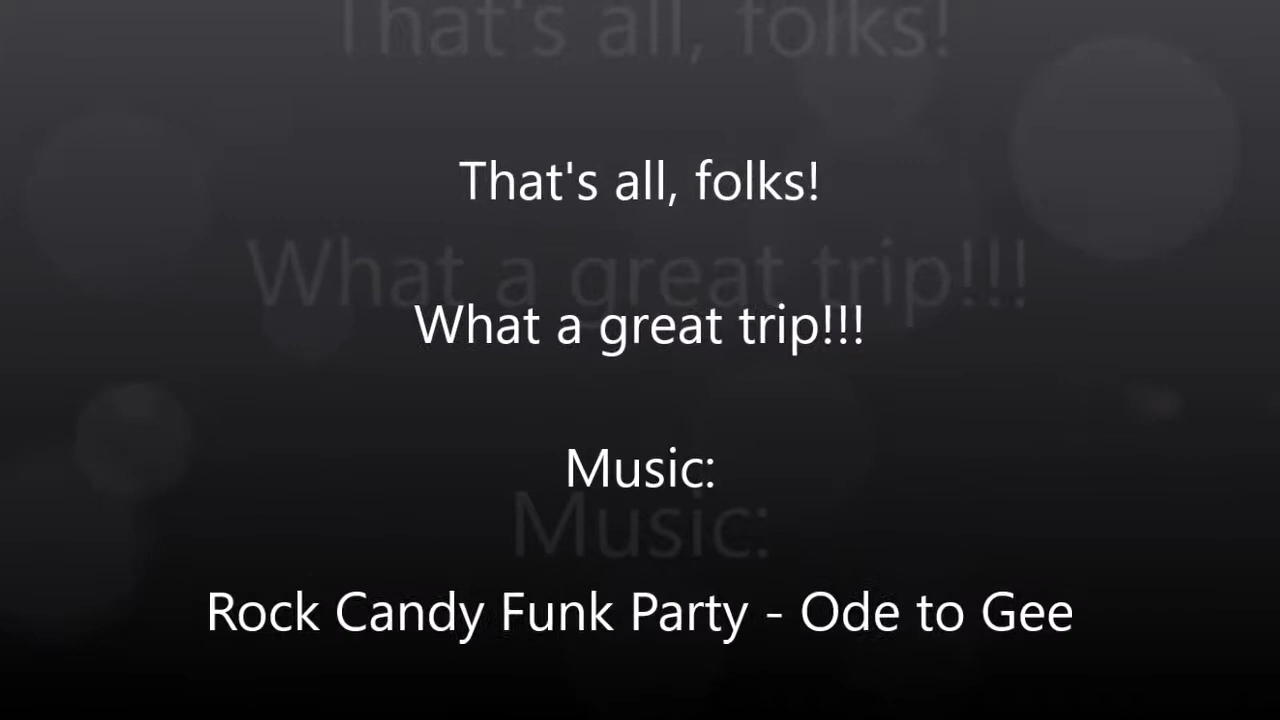 That's all, folks!
What a great trip!!!
Music:
Rock Candy Funk Party - Ode to Gee